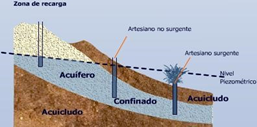 Zona de recarga
Artesiano no surgente
Artesiano surgente
Nivel
Piezométrico
Acuífero
Confinado
Acuicludo
Acuicludo